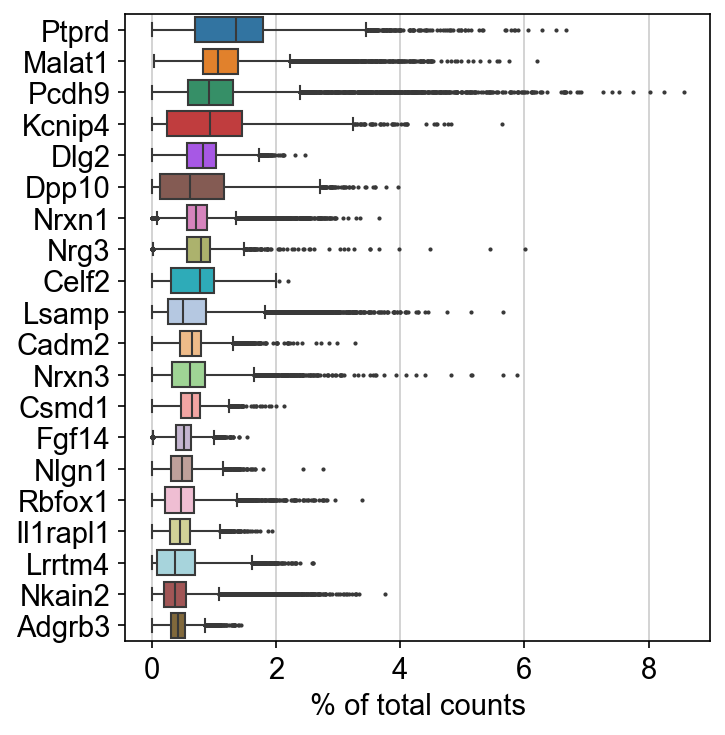 Ptprd
Malat1
Pcdh9
Kcnip4
Dlg2
Dpp10
Nrxn1
Nrg3
Celf2
Lsamp
Cadm2
Nrxn3
Csmd1
Fgf14
Nlgn1
Rbfox1
Il1rapl1
Lrrtm4
Nkain2
Adgrb3
0 2 4 6 8
% of total counts